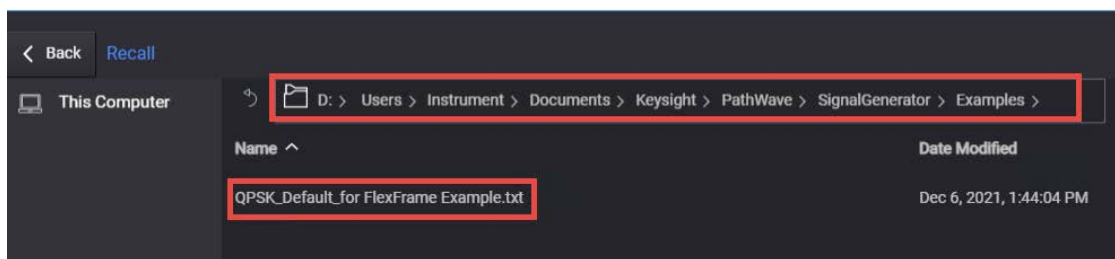 Back Recall
This Computer
D: > Users > Instrument > Documents > Keysight > PathWave > SignalGenerator > Examples >
Name Date Modified
QPSK_Default_for FlexFrame Example.txt Dec 6, 2021, 1:44:04 PM